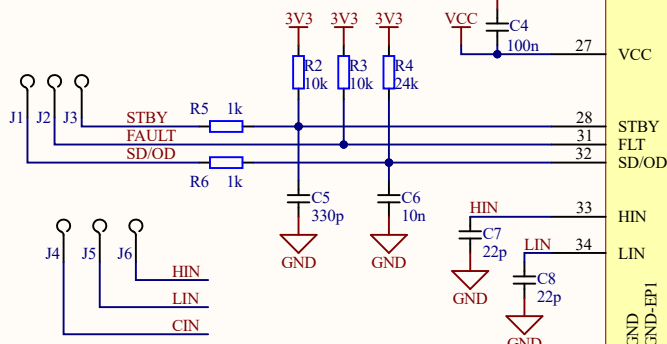 3V3 3V3 3V3 VCC C4
100n 27 VCC
R2 R3 R4
10k 10k 24k
J1 J2 J3 STBY R5 1k 28 STBY
FAULT 31 FLT
SD/OD 32 SD/OD
R6 1k
C5 C6
330p 10n
GND GND
HIN 33 HIN
C7
22p
LIN 34 LIN
J4 J5 J6
HIN
C8
22p
GND
LIN
CIN
GND
GND
GND-EP1